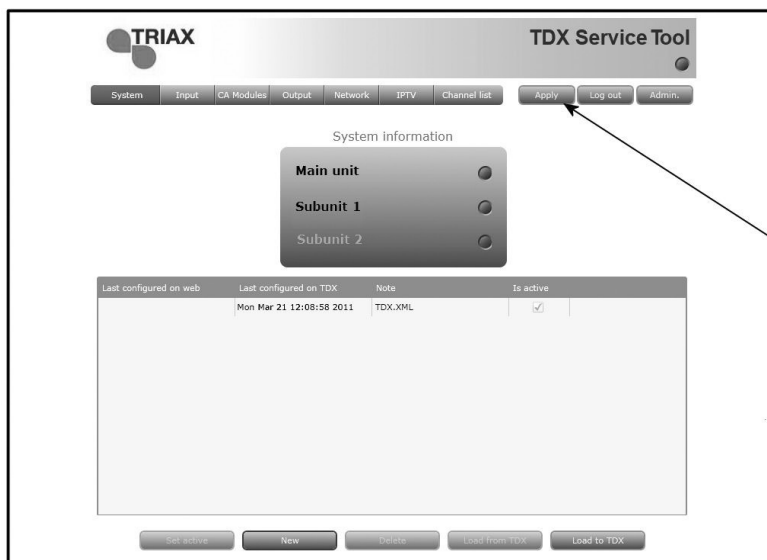 TRIAX
TDX Service Tool
System Input CA Modules Output Network IPTV Channel list Apply Log out Admin.
System information
Main unit
Subunit 1
Subunit 2
Last configured on web Last configured on TDX Note Is active
Mon Mar 21 12:08:58 2011 TDX.XML
Set active New Delete Load from TDX Load to TDX